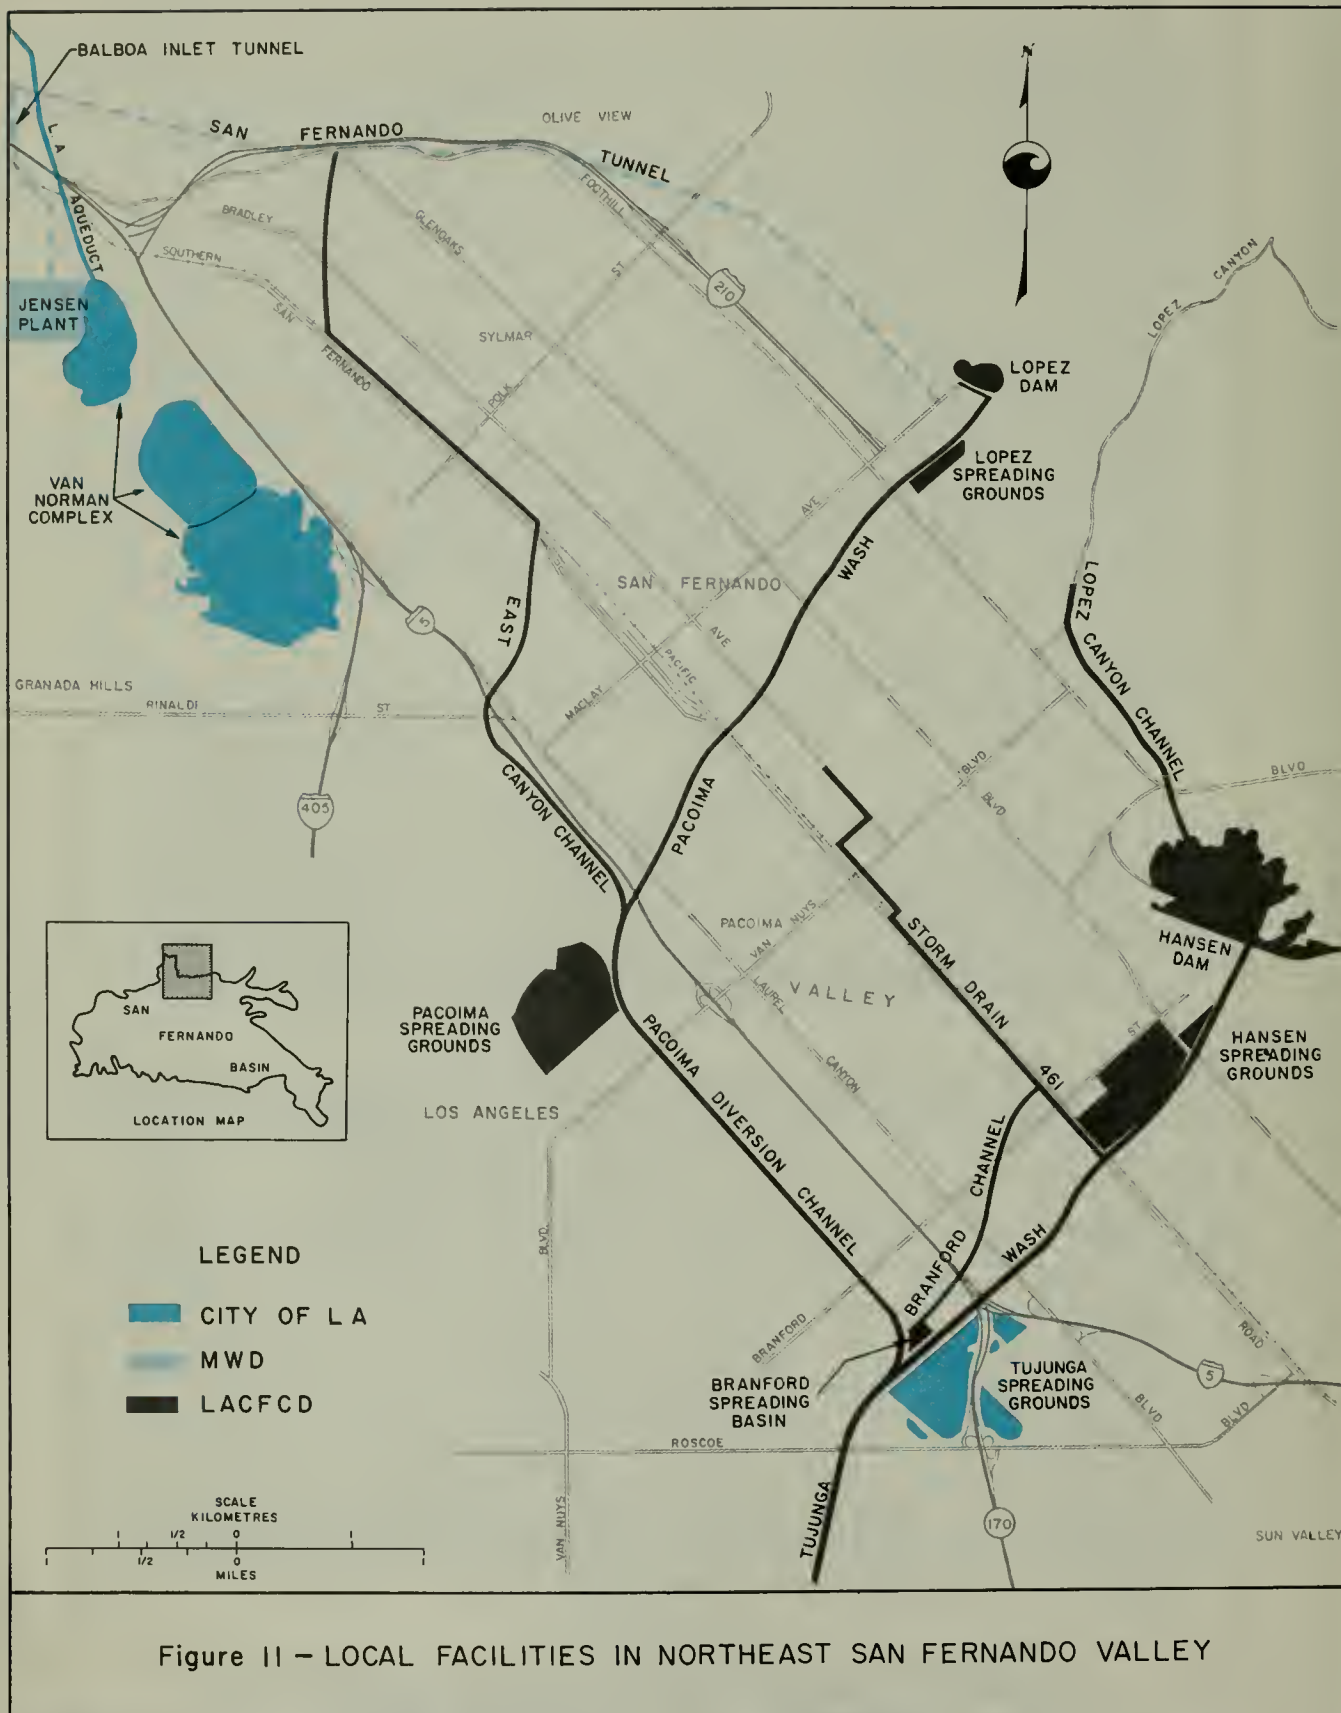 BALBOA INLET TUNNEL
N
L.A. AQUEDUCT
SAN FERNANDO TUNNEL
OLIVE VIEW
FOOTHILL
BRADLEY
GLENOAKS
SOUTHERN
ST
210
LOPEZ CANYON
JENSEN
PLANT
SAN
FERNANDO
SYLMAR
POLK
LOPEZ
DAM
VAN
NORMAN
COMPLEX
LOPEZ
SPREADING
GROUNDS
AVE
WASH
SAN FERNANDO
LOPEZ CANYON CHANNEL
EAST
5
AVE
PACIFIC
GRANADA HILLS
RINALDI
ST
MACLAY
BLVD
BLVD
BLVD
CANYON CHANNEL
PACOIMA
405
PACOIMA
VAN NUYS
LAUREL
VALLEY
STORM DRAIN
461
HANSEN
DAM
SAN
FERNANDO
BASIN
LOCATION MAP
PACOIMA
SPREADING
GROUNDS
CANYON
ST
HANSEN
SPREADING
GROUNDS
LOS ANGELES
PACOIMA DIVERSION CHANNEL
BRANFORD CHANNEL
WASH
BLVD.
LEGEND
CITY OF LA
MWD
LACFCD
BRANFORD
ROAD
BRANFORD
SPREADING
BASIN
TUJUNGA
SPREADING
GROUNDS
5
BLVD
BLVD
ROSCOE
TUJUNGA
VAN NUYS
170
SUN VALLEY
SCALE
KILOMETRES
1 1/2 0 1
1 1/2 0 1
MILES
Figure 11 – LOCAL FACILITIES IN NORTHEAST SAN FERNANDO VALLEY